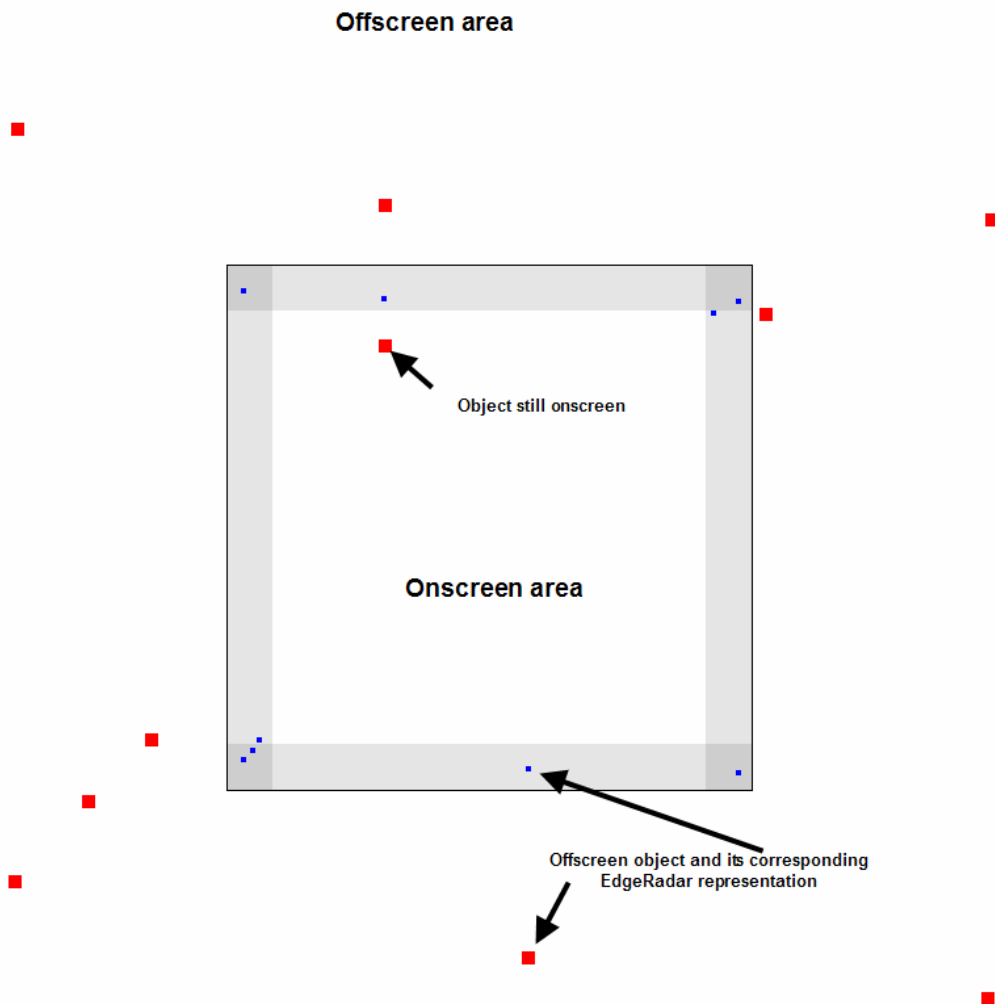 Offscreen area
Object still onscreen
Onscreen area
Offscreen object and its corresponding
EdgeRadar representation